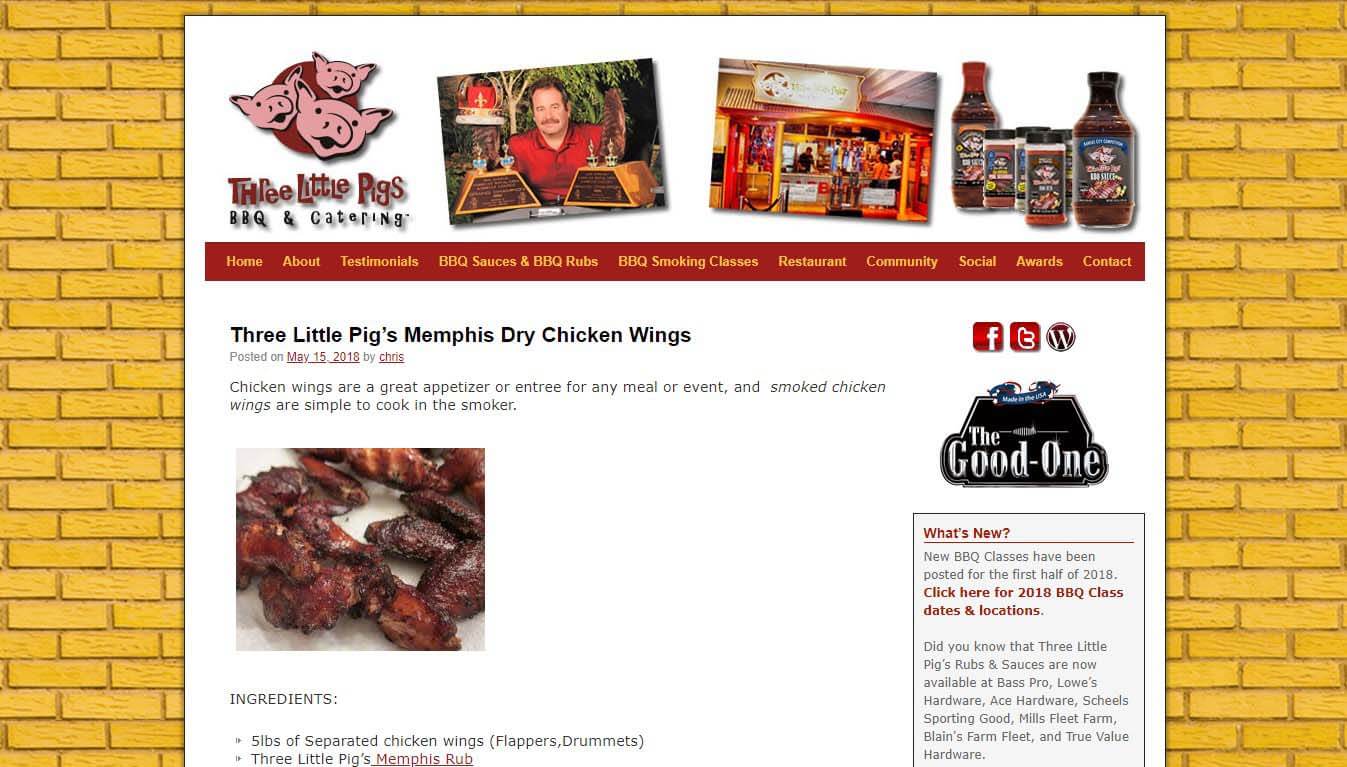 Three Little Pigs
BBQ & Catering
Home About Testimonials BBQ Sauces & BBQ Rubs BBQ Smoking Classes Restaurant Community Social Awards Contact
Three Little Pig’s Memphis Dry Chicken Wings
Posted on May 15, 2018 by chris
Chicken wings are a great appetizer or entree for any meal or event, and smoked chicken
wings are simple to cook in the smoker.
INGREDIENTS:
5lbs of Separated chicken wings (Flappers,Drummets)
Three Little Pig’s Memphis Rub
Made in the USA
The
Good-One
What’s New?
New BBQ Classes have been
posted for the first half of 2018.
Click here for 2018 BBQ Class
dates & locations.
Did you know that Three Little
Pig’s Rubs & Sauces are now
available at Bass Pro, Lowe’s
Hardware, Ace Hardware, Scheels
Sporting Good, Mills Fleet Farm,
Blain’s Farm Fleet, and True Value
Hardware.